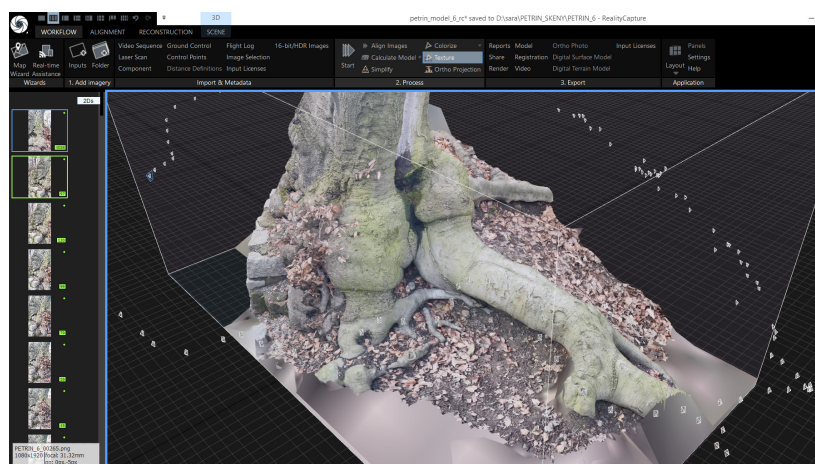 3D
petrin_model_6_rc* saved to D:\sara\PETRIN_SKENY\PETRIN_6 - RealityCapture
WORKFLOW ALIGNMENT RECONSTRUCTION SCENE
Video Sequence Ground Control Flight Log 16-bit/HDR Images
Laser Scan Control Points Image Selection
Component Distance Definitions Input Licenses
Map Wizard
Real-time Assistance
Inputs Folder
Start
Align Images Colorize
Calculate Model Texture
Simplify Ortho Projection
Reports Model Ortho Photo Input Licenses
Share Registration Digital Surface Model
Render Video Digital Terrain Model
Layout
Panels
Settings
Help
Wizards 1. Add imagery Import & Metadata 2. Process 3. Export Application
2Ds
PETRIN_6_00265.png
1080x1920 focal: 31.32mm